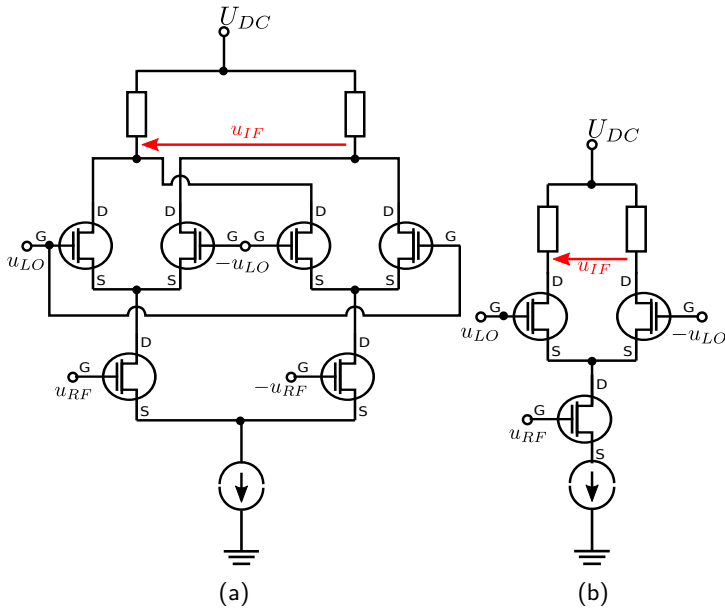 U_DC
u_IF
D D D D
G G G G
u_LO -u_LO
S S S S
D D
G G
u_RF -u_RF
S S
(a)
U_DC
u_IF
D D
G G
u_LO -u_LO
S S
D
G
u_RF
S
(b)